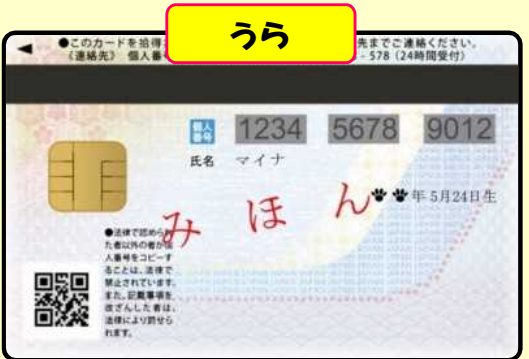 うら
●このカードを拾得
先までご連絡ください。
《連絡先》 個人番
-578（24時間受付）
個人番号 1234 5678 9012
氏名 マイナ
年 5月24日生
みほん
●法律で認められ
た者以外の者が個
人番号をコピーす
ることは、法律で
禁止されています。
また、記載事項を
改ざんした者は、
法律により罰せら
れます。